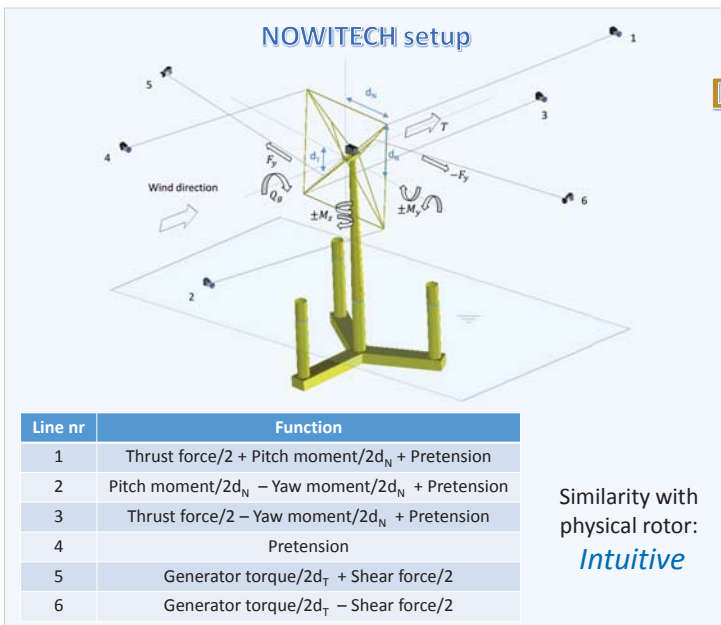 NOWITECH setup
1
5
d_N
3
T
4
F_y
d_T
d_N
-F_y
Q_g
Wind direction
±M_z
±M_y
6
2
Line nr Function
1 Thrust force/2 + Pitch moment/2d_N + Pretension
2 Pitch moment/2d_N – Yaw moment/2d_N + Pretension
3 Thrust force/2 – Yaw moment/2d_N + Pretension
4 Pretension
5 Generator torque/2d_T + Shear force/2
6 Generator torque/2d_T – Shear force/2
Similarity with
physical rotor:
Intuitive